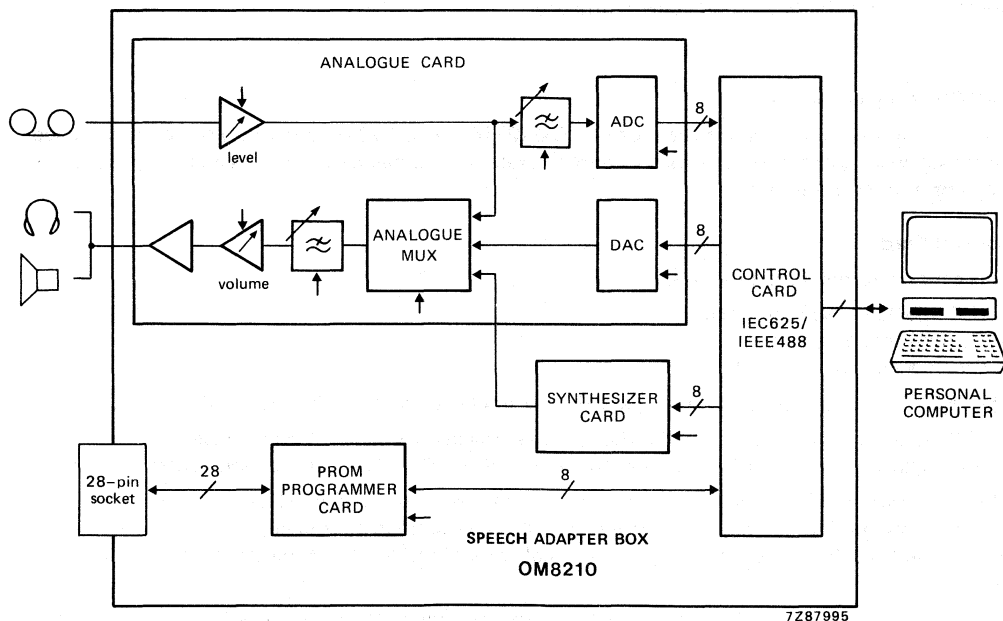 ANALOGUE CARD
level
8
ADC
ANALOGUE
MUX
volume
DAC
8
CONTROL
CARD
IEC625/
IEEE488
SYNTHESIZER
CARD
8
PERSONAL
COMPUTER
28-pin
socket
28
PROM
PROGRAMMER
CARD
8
SPEECH ADAPTER BOX
OM8210
7Z87995